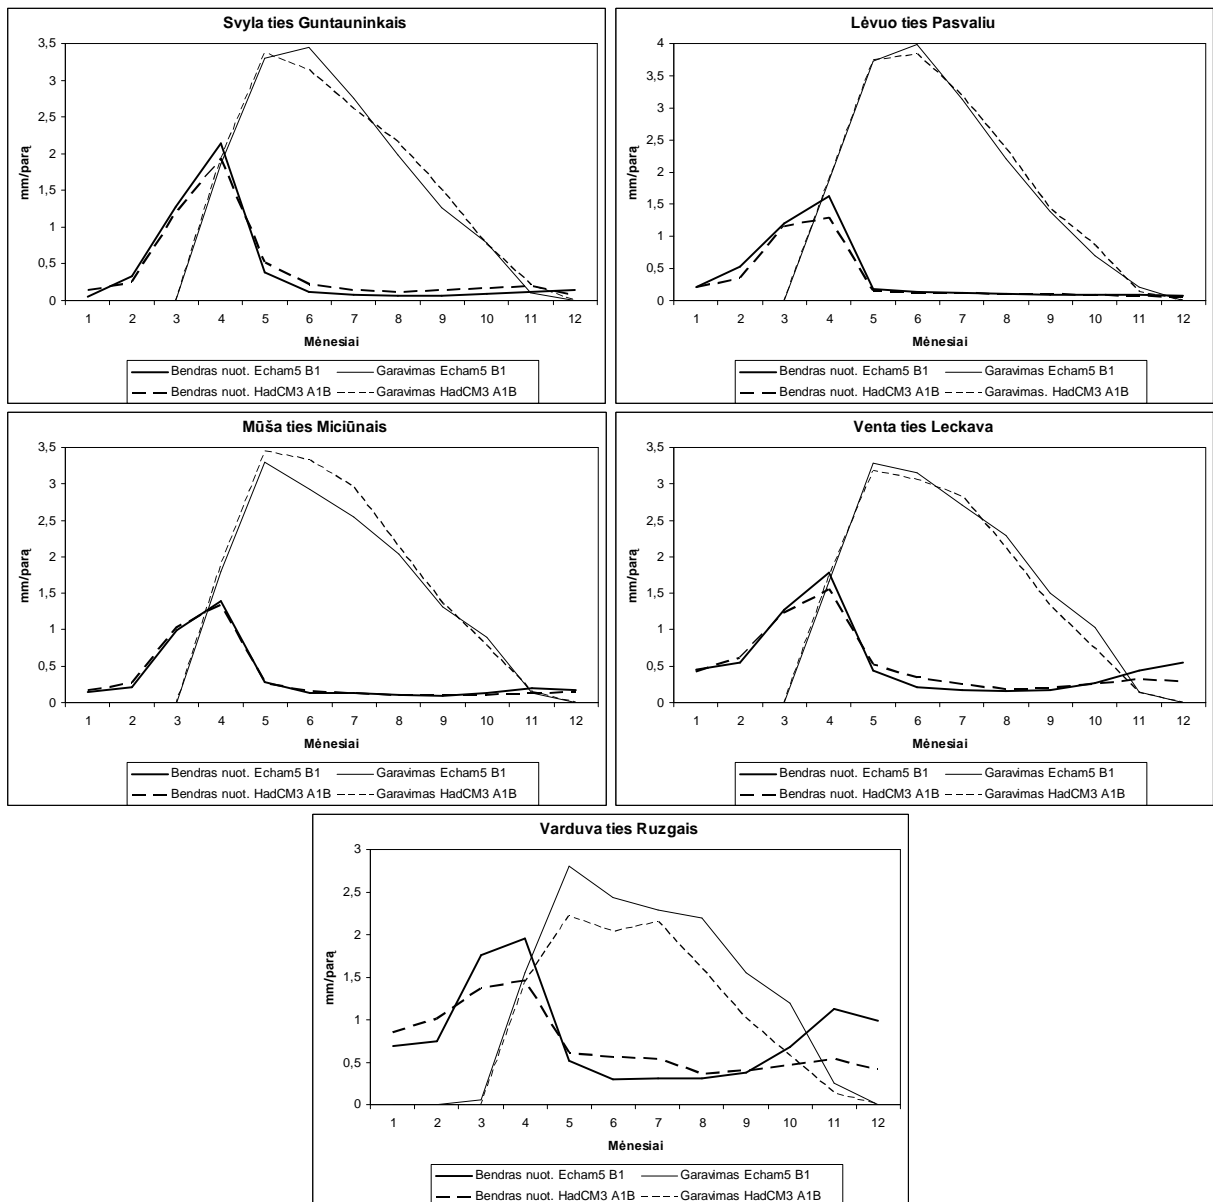 Svyla ties Guntauninkais
3,5
3
2,5
2
1,5
1
0,5
0
mm/parą
1 2 3 4 5 6 7 8 9 10 11 12
Mėnesiai
Bendras nuot. Echam5 B1 Garavimas Echam5 B1
Bendras nuot. HadCM3 A1B Garavimas HadCM3 A1B
Lėvuo ties Pasvaliu
4
3,5
3
2,5
2
1,5
1
0,5
0
mm/parą
1 2 3 4 5 6 7 8 9 10 11 12
Mėnesiai
Bendras nuot. Echam5 B1 Garavimas Echam5 B1
Bendras nuot. HadCM3 A1B Garavimas. HadCM3 A1B
Mūša ties Miciūnais
3,5
3
2,5
2
1,5
1
0,5
0
mm/parą
1 2 3 4 5 6 7 8 9 10 11 12
Mėnesiai
Bendras nuot. Echam5 B1 Garavimas Echam5 B1
Bendras nuot. HadCM3 A1B Garavimas HadCM3 A1B
Venta ties Leckava
3,5
3
2,5
2
1,5
1
0,5
0
mm/parą
1 2 3 4 5 6 7 8 9 10 11 12
Mėnesiai
Bendras nuot. Echam5 B1 Garavimas Echam5 B1
Bendras nuot. HadCM3 A1B Garavimas HadCM3 A1B
Varduva ties Ruzgais
3
2,5
2
1,5
1
0,5
0
mm/parą
1 2 3 4 5 6 7 8 9 10 11 12
Mėnesiai
Bendras nuot. Echam5 B1 Garavimas Echam5 B1
Bendras nuot. HadCM3 A1B Garavimas HadCM3 A1B